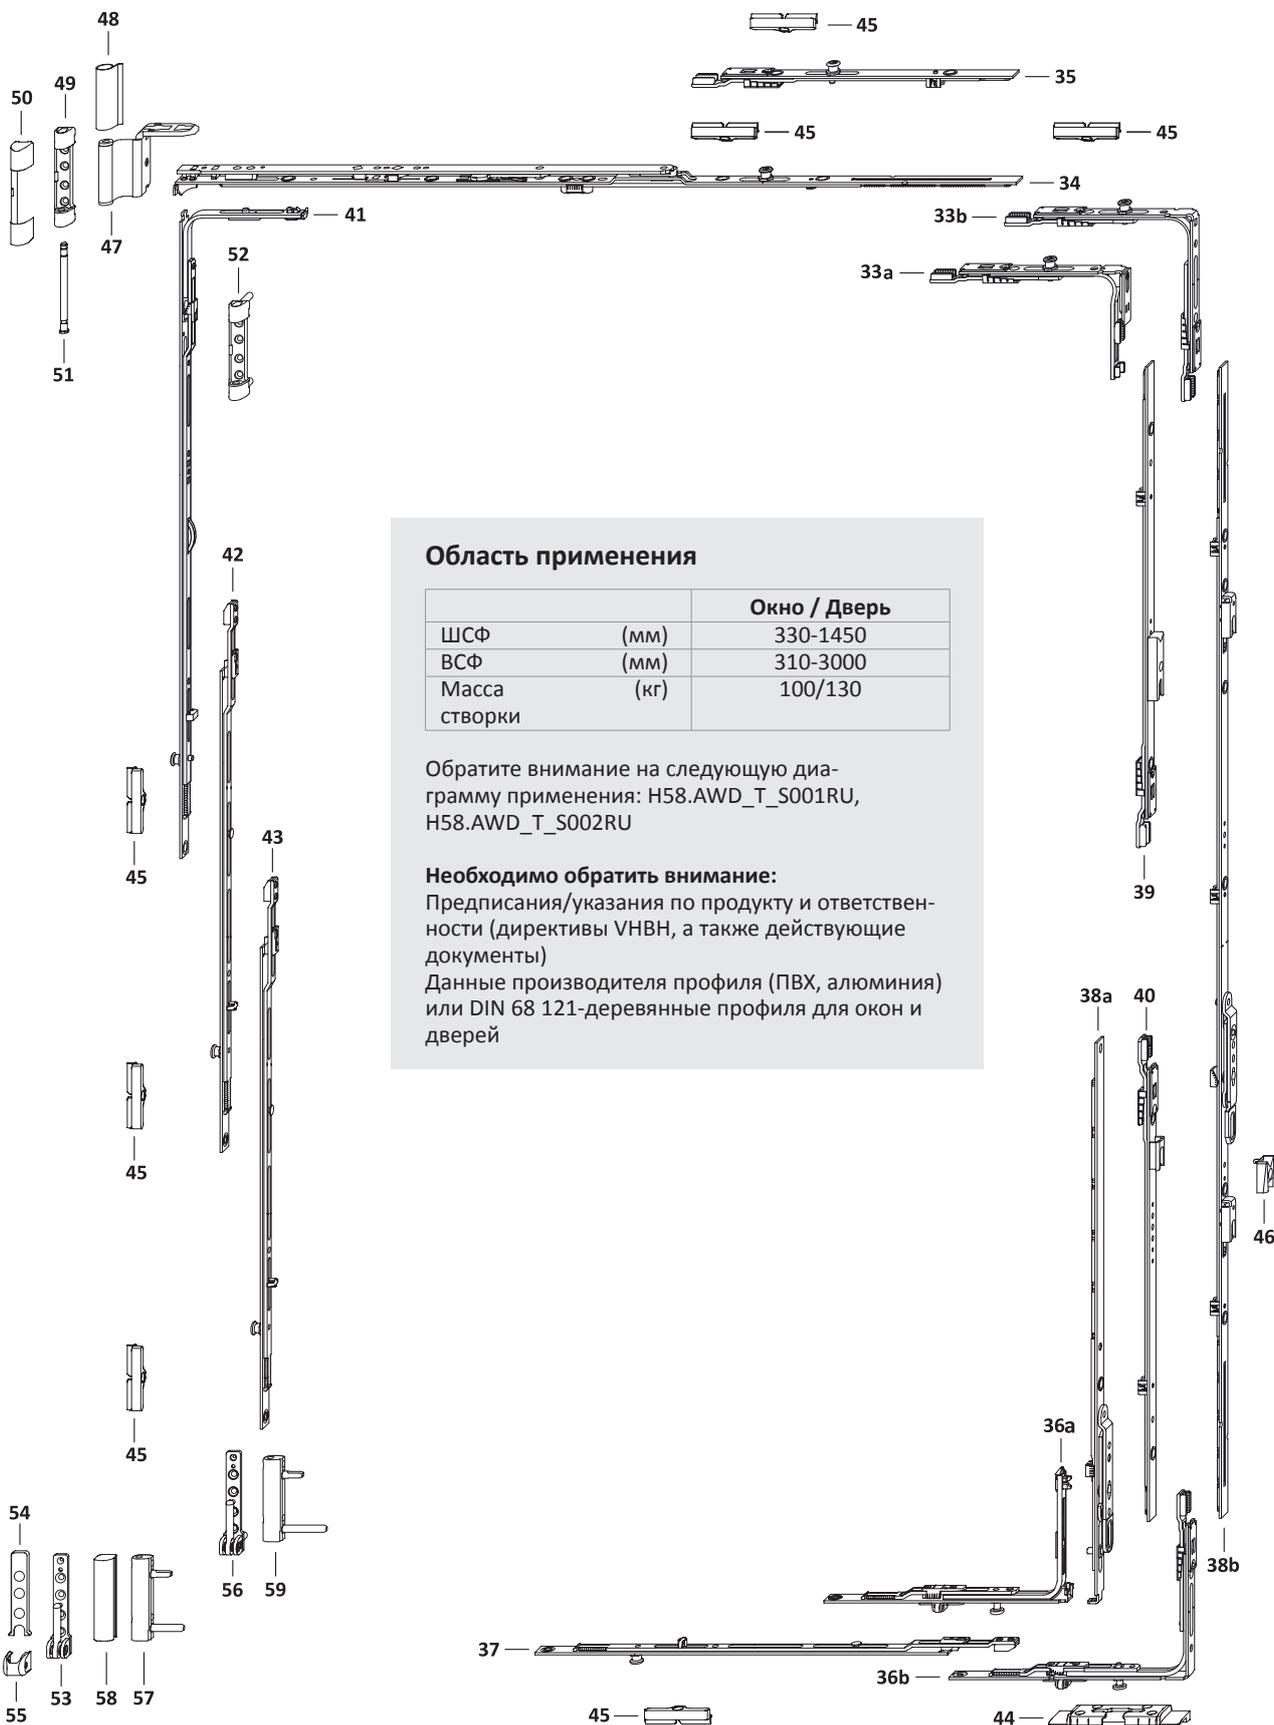 48
45
49
35
50
45
45
34
41
33b
47
52
33a
51
Область применения
Окно / Дверь
ШСФ (мм) 330-1450
ВСФ (мм) 310-3000
Масса (кг) 100/130
створки
Обратите внимание на следующую диа-
грамму применения: H58.AWD_T_S001RU,
H58.AWD_T_S002RU
Необходимо обратить внимание:
Предписания/указания по продукту и ответствен-
ности (директивы VHBH, а также действующие
документы)
Данные производителя профиля (ПВХ, алюминия)
или DIN 68 121-деревянные профиля для окон и
дверей
42
43
45
39
38a
40
45
46
36a
45
54
38b
56
59
37
36b
55
53
58
57
45
44